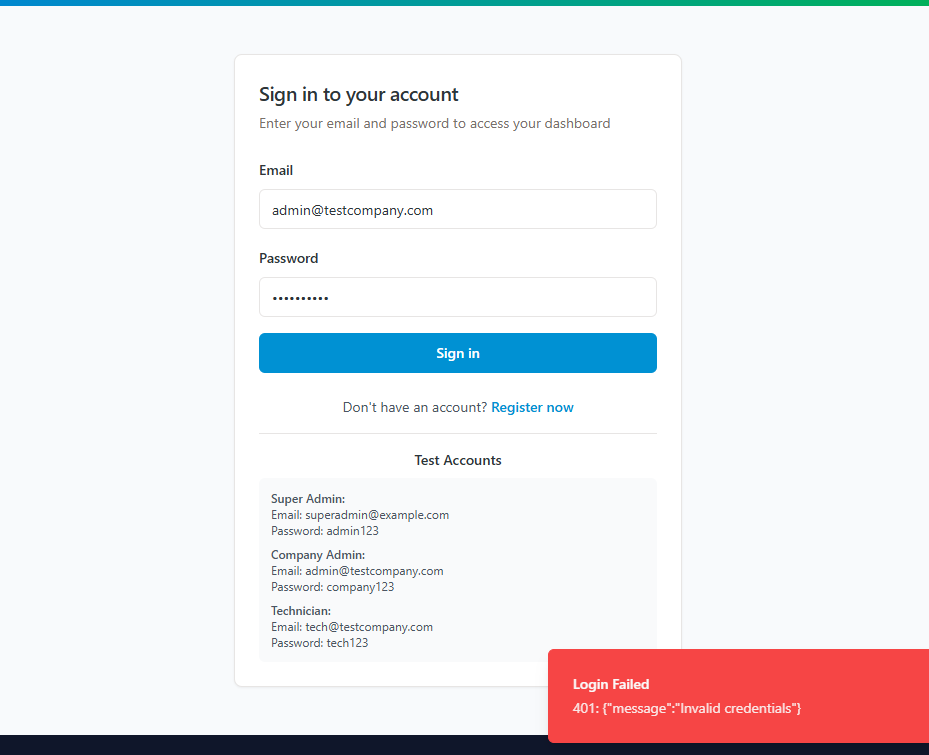 Sign in to your account
Enter your email and password to access your dashboard
Email
admin@testcompany.com
Password
••••••••••
Sign in
Don't have an account? Register now
Test Accounts
Super Admin:
Email: superadmin@example.com
Password: admin123
Company Admin:
Email: admin@testcompany.com
Password: company123
Technician:
Email: tech@testcompany.com
Password: tech123
Login Failed
401: {"message":"Invalid credentials"}